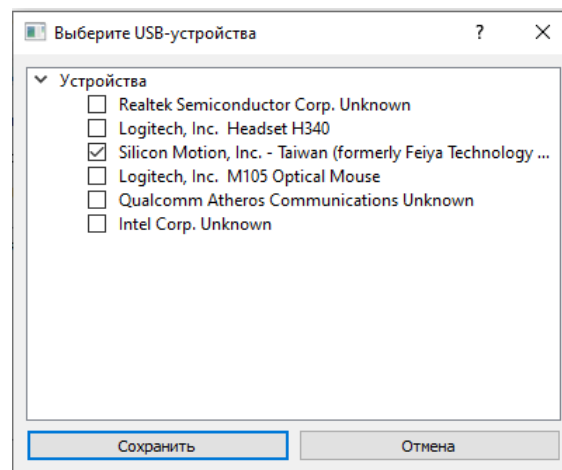 Выберите USB-устройства ?
Устройства
Realtek Semiconductor Corp. Unknown
Logitech, Inc. Headset H340
Silicon Motion, Inc. - Taiwan (formerly Feiya Technology ...
Logitech, Inc. M105 Optical Mouse
Qualcomm Atheros Communications Unknown
Intel Corp. Unknown
Сохранить Отмена